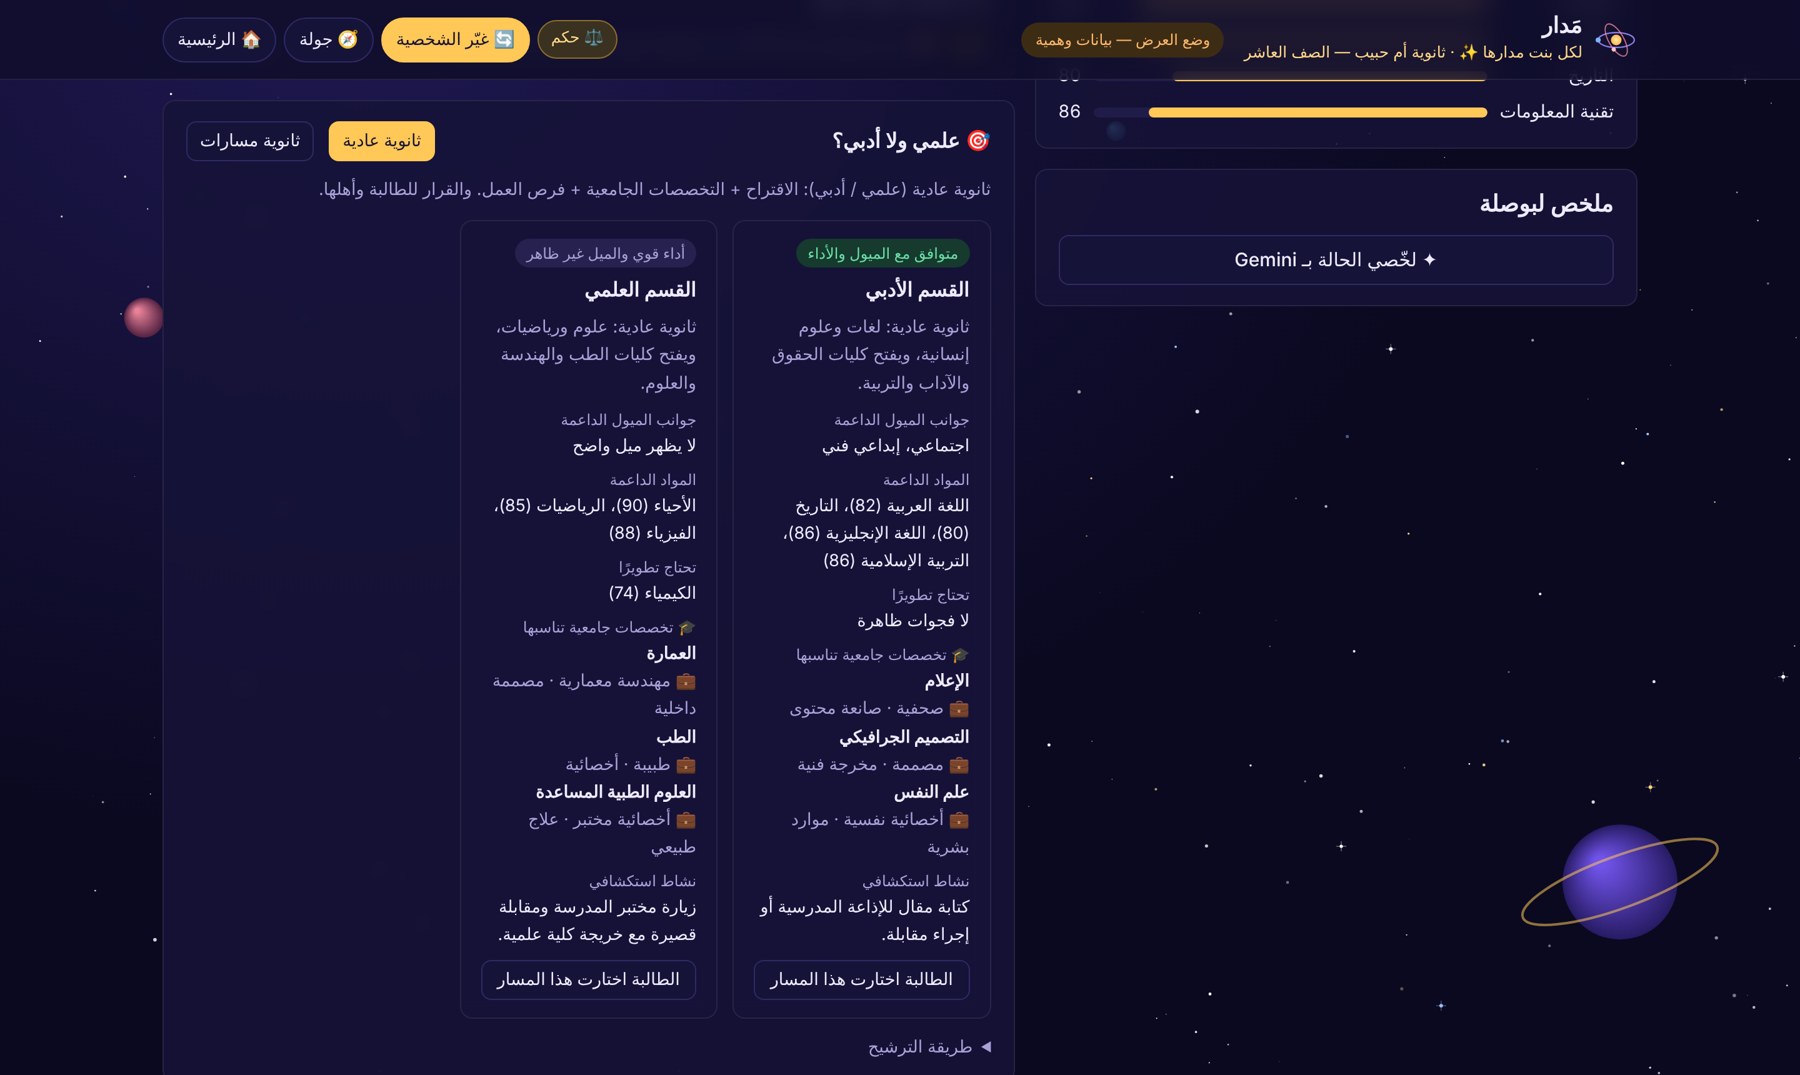 مَدار
لكل بنت مدارها ✨ · ثانوية أم حبيب — الصف العاشر
وضع العرض — بيانات وهمية
⚖️ حكم
🔄 غيّر الشخصية
🧭 جولة
🏠 الرئيسية
التاريخ 80
تقنية المعلومات 86
ملخص لبوصلة
✦ لخّصي الحالة بـ Gemini
🎯 علمي ولا أدبي؟
ثانوية عادية
ثانوية مسارات
ثانوية عادية (علمي / أدبي): الاقتراح + التخصصات الجامعية + فرص العمل. والقرار للطالبة وأهلها.
متوافق مع الميول والأداء
القسم الأدبي
ثانوية عادية: لغات وعلوم
إنسانية، ويفتح كليات الحقوق
والآداب والتربية.
جوانب الميول الداعمة
اجتماعي، إبداعي فني
المواد الداعمة
اللغة العربية (82)، التاريخ
(80)، اللغة الإنجليزية (86)،
التربية الإسلامية (86)
تحتاج تطويرًا
لا فجوات ظاهرة
🎓 تخصصات جامعية تناسبها
الإعلام
💼 صحفية · صانعة محتوى
التصميم الجرافيكي
💼 مصممة · مخرجة فنية
علم النفس
💼 أخصائية نفسية · موارد
بشرية
نشاط استكشافي
كتابة مقال للإذاعة المدرسية أو
إجراء مقابلة.
الطالبة اختارت هذا المسار
أداء قوي والميل غير ظاهر
القسم العلمي
ثانوية عادية: علوم ورياضيات،
ويفتح كليات الطب والهندسة
والعلوم.
جوانب الميول الداعمة
لا يظهر ميل واضح
المواد الداعمة
الأحياء (90)، الرياضيات (85)،
الفيزياء (88)
تحتاج تطويرًا
الكيمياء (74)
🎓 تخصصات جامعية تناسبها
العمارة
💼 مهندسة معمارية · مصممة
داخلية
الطب
💼 طبيبة · أخصائية
العلوم الطبية المساعدة
💼 أخصائية مختبر · علاج
طبيعي
نشاط استكشافي
زيارة مختبر المدرسة ومقابلة
قصيرة مع خريجة كلية علمية.
الطالبة اختارت هذا المسار
◀ طريقة الترشيح